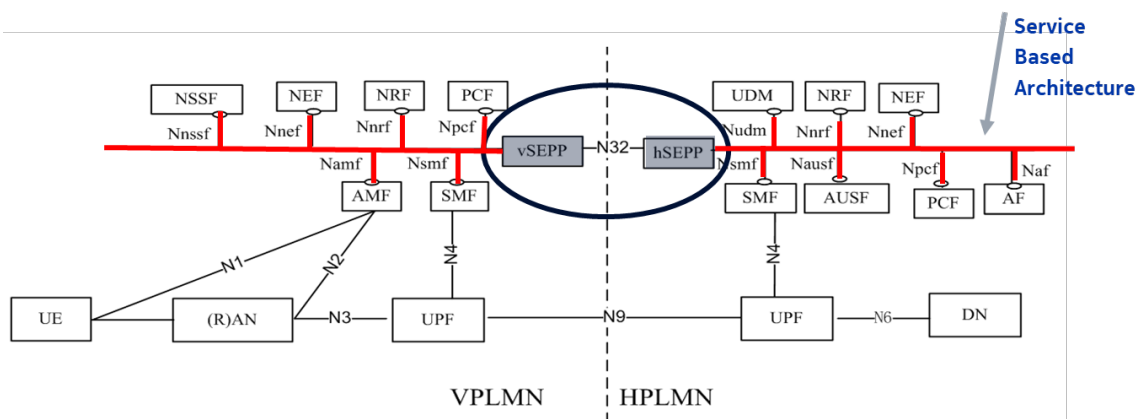 Service
Based
Architecture
NSSF
NEF
NRF
PCF
UDM
NRF
NEF
Nnssf
Nnef
Nnrf
Npcf
Nudm
Nnrf
Nnef
vSEPP
N32
hSEPP
Namf
Nsmf
Nsmf
Nausf
Npcf
Naf
AMF
SMF
SMF
AUSF
PCF
AF
N1
N2
N4
N4
UE
(R)AN
N3
UPF
N9
UPF
N6
DN
VPLMN
HPLMN